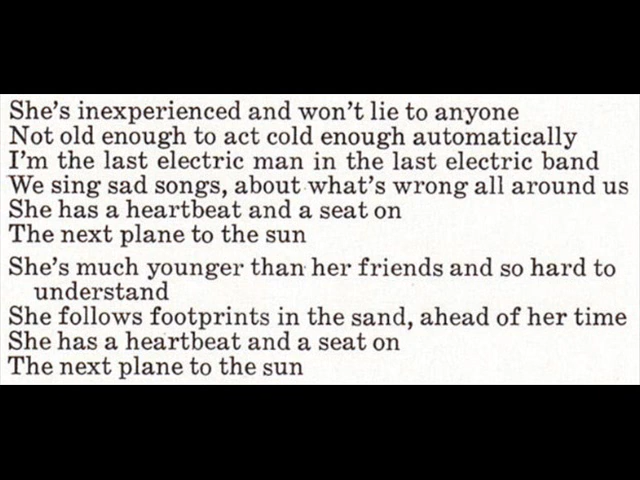 She's inexperienced and won't lie to anyone
Not old enough to act cold enough automatically
I'm the last electric man in the last electric band
We sing sad songs, about what's wrong all around us
She has a heartbeat and a seat on
The next plane to the sun
She's much younger than her friends and so hard to
understand
She follows footprints in the sand, ahead of her time
She has a heartbeat and a seat on
The next plane to the sun